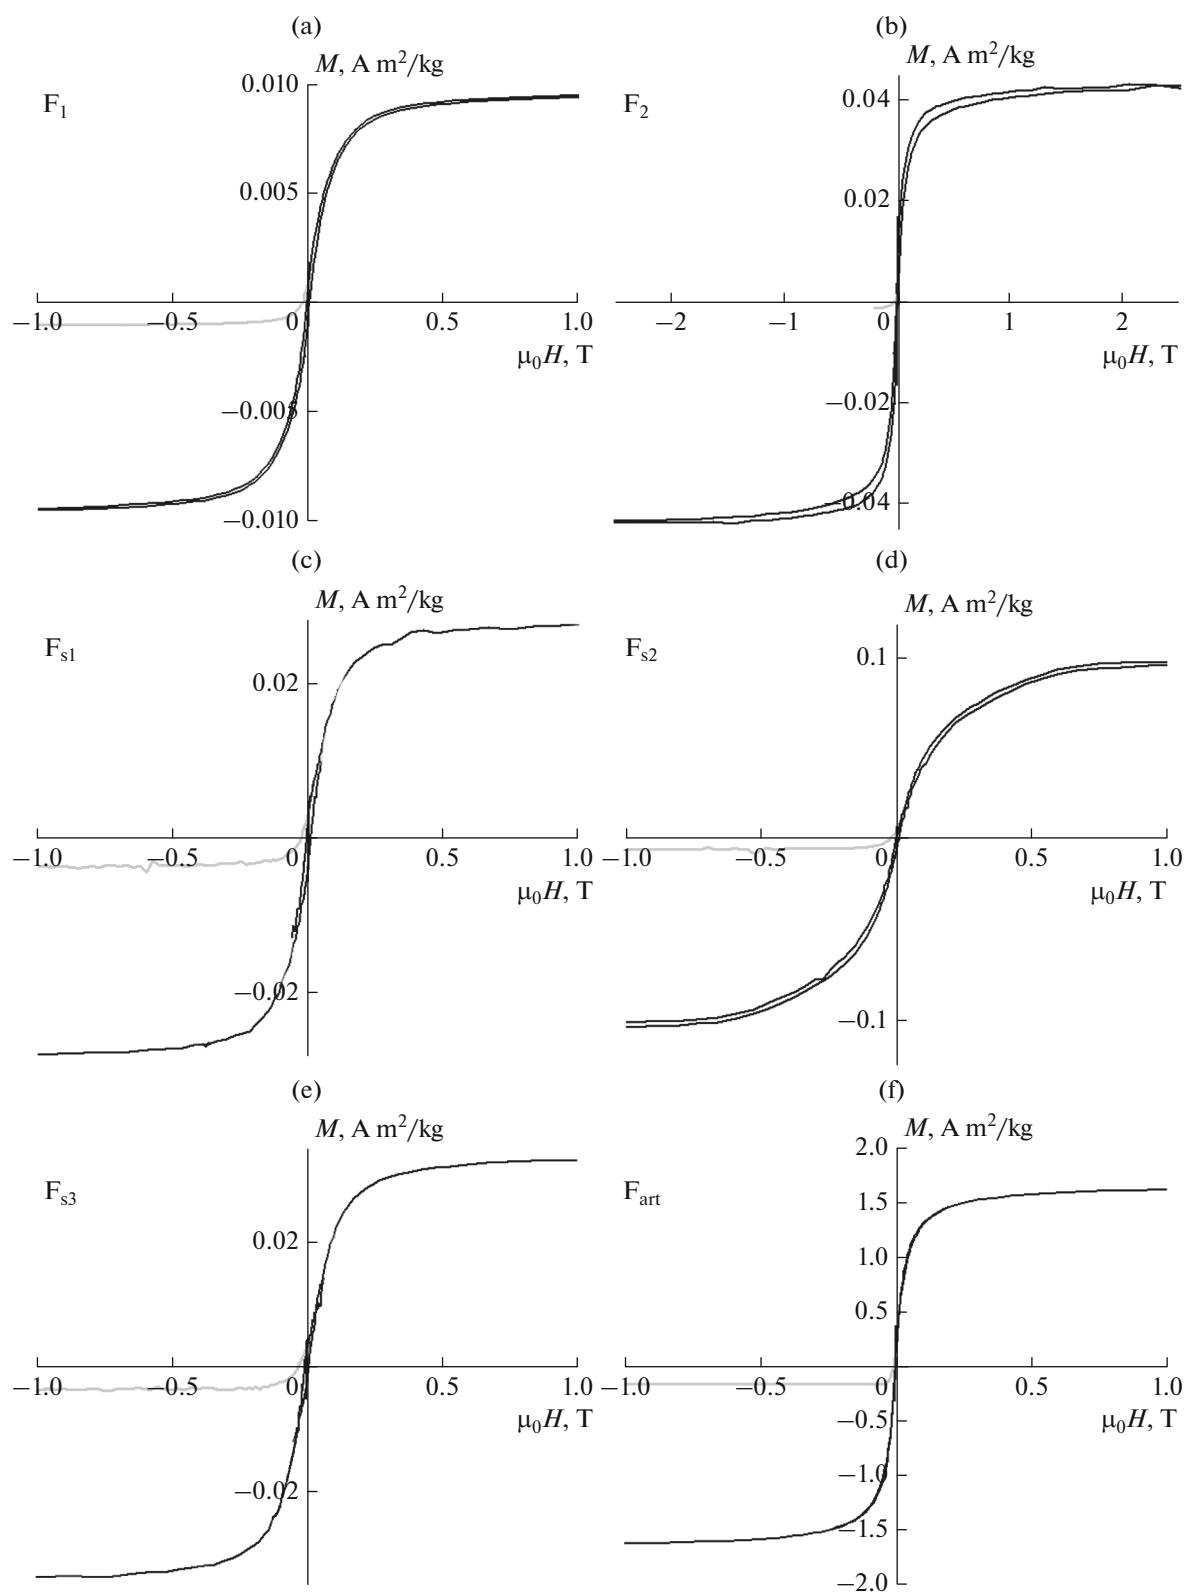 (a)
M, A m²/kg
F₁
0.010
0.005
−1.0 −0.5 0 0.5 1.0
μ₀H, T
−0.005
−0.010
(b)
M, A m²/kg
F₂
0.04
0.02
−2 −1 0 1 2
μ₀H, T
−0.02
−0.04
(c)
M, A m²/kg
Fₛ₁
0.02
−1.0 −0.5 0 0.5 1.0
μ₀H, T
−0.02
(d)
M, A m²/kg
Fₛ₂
0.1
−1.0 −0.5 0 0.5 1.0
μ₀H, T
−0.1
(e)
M, A m²/kg
Fₛ₃
0.02
−1.0 −0.5 0 0.5 1.0
μ₀H, T
−0.02
(f)
M, A m²/kg
2.0
F_art
1.5
1.0
0.5
−1.0 −0.5 0 0.5 1.0
−0.5
μ₀H, T
−1.0
−1.5
−2.0